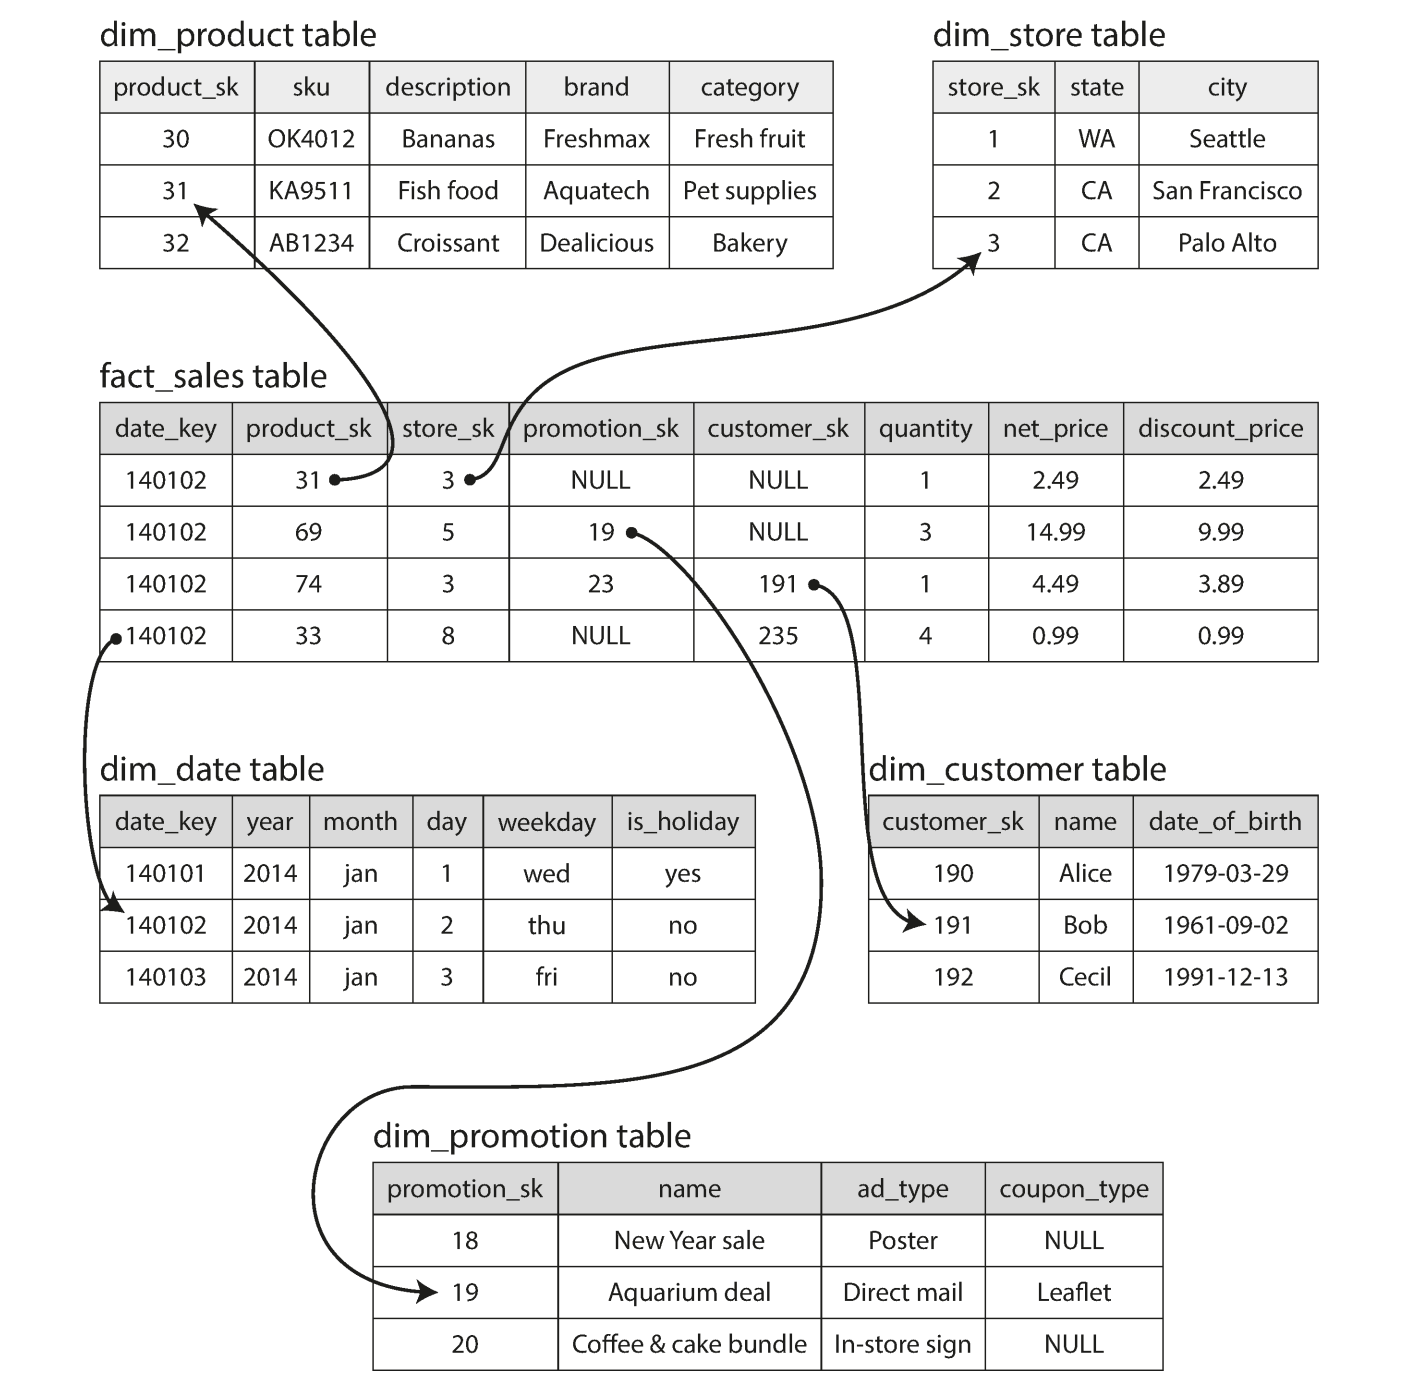 dim_product table
product_sk sku description brand category
30 OK4012 Bananas Freshmax Fresh fruit
31 KA9511 Fish food Aquatech Pet supplies
32 AB1234 Croissant Dealicious Bakery
dim_store table
store_sk state city
1 WA Seattle
2 CA San Francisco
3 CA Palo Alto
fact_sales table
date_key product_sk store_sk promotion_sk customer_sk quantity net_price discount_price
140102 31 3 NULL NULL 1 2.49 2.49
140102 69 5 19 NULL 3 14.99 9.99
140102 74 3 23 191 1 4.49 3.89
140102 33 8 NULL 235 4 0.99 0.99
dim_date table
date_key year month day weekday is_holiday
140101 2014 jan 1 wed yes
140102 2014 jan 2 thu no
140103 2014 jan 3 fri no
dim_customer table
customer_sk name date_of_birth
190 Alice 1979-03-29
191 Bob 1961-09-02
192 Cecil 1991-12-13
dim_promotion table
promotion_sk name ad_type coupon_type
18 New Year sale Poster NULL
19 Aquarium deal Direct mail Leaflet
20 Coffee & cake bundle In-store sign NULL